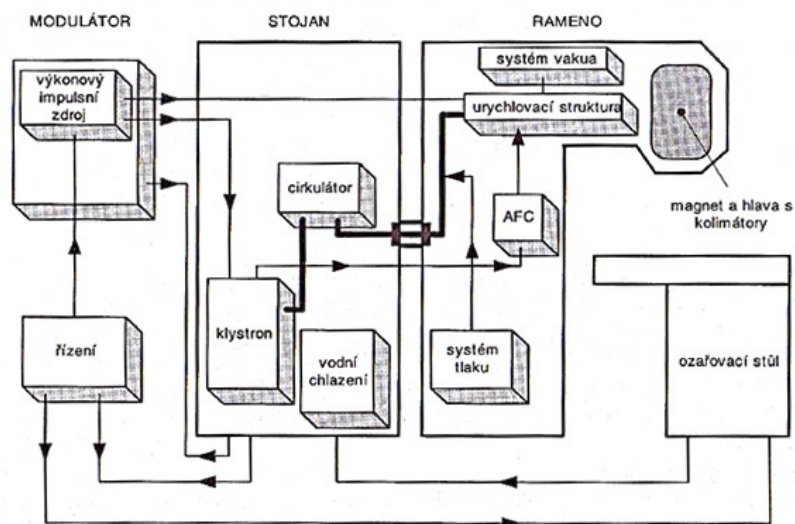 MODULÁTOR
STOJAN
RAMENO
výkonový
impulsní
zdroj
systém vakua
urychlovací struktura
cirkulátor
AFC
magnet a hlava s
kolimátory
klystron
řízení
vodní
chlazení
systém
tlaku
ozařovací stůl